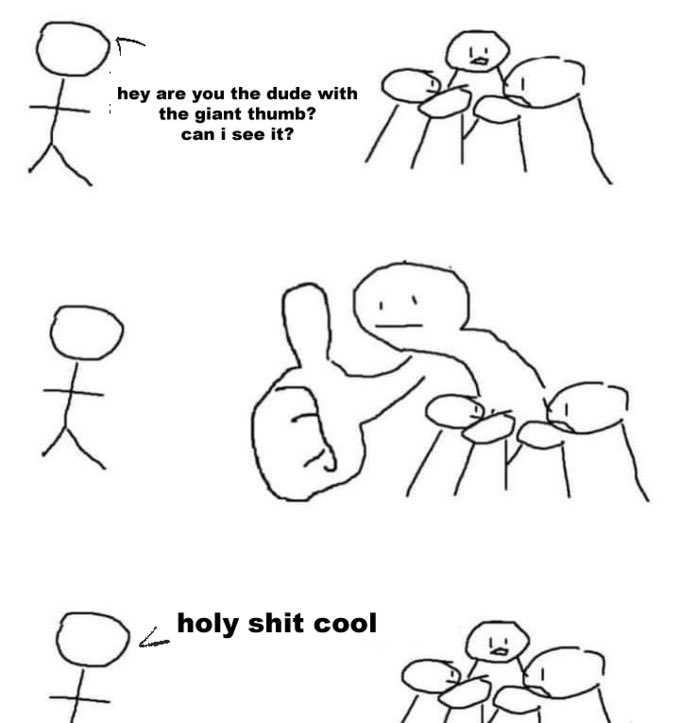 hey are you the dude with
the giant thumb?
can i see it?
holy shit cool